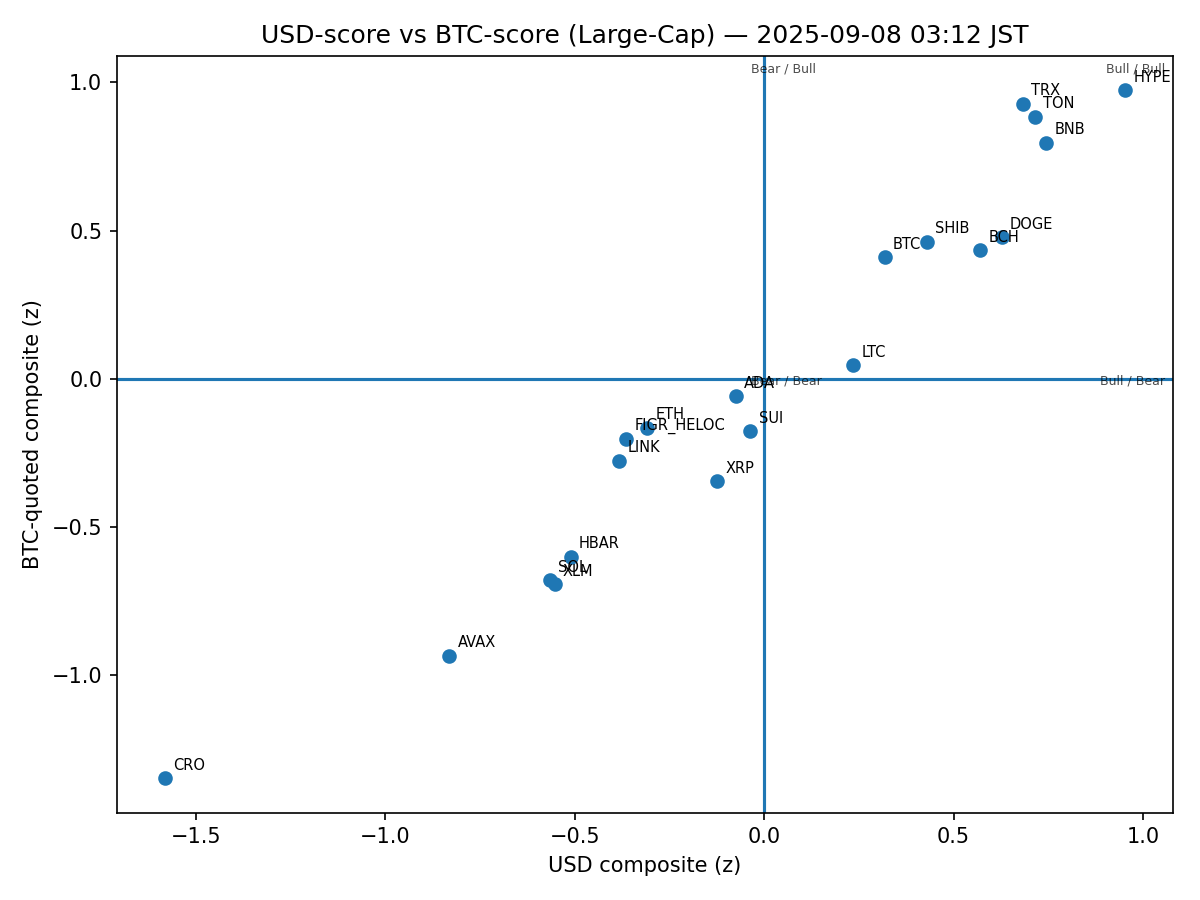 USD-score vs BTC-score (Large-Cap) — 2025-09-08 03:12 JST
Bear / Bull
Bull / Bull
HYPE
TRX
TON
BNB
DOGE
SHIB
BCH
BTC
LTC
ADA
Bear / Bear
Bull / Bear
ETH
SUI
FIGR_HELOC
LINK
XRP
HBAR
SOL
XLM
AVAX
CRO
1.0
0.5
0.0
−0.5
−1.0
BTC-quoted composite (z)
−1.5
−1.0
−0.5
0.0
0.5
1.0
USD composite (z)